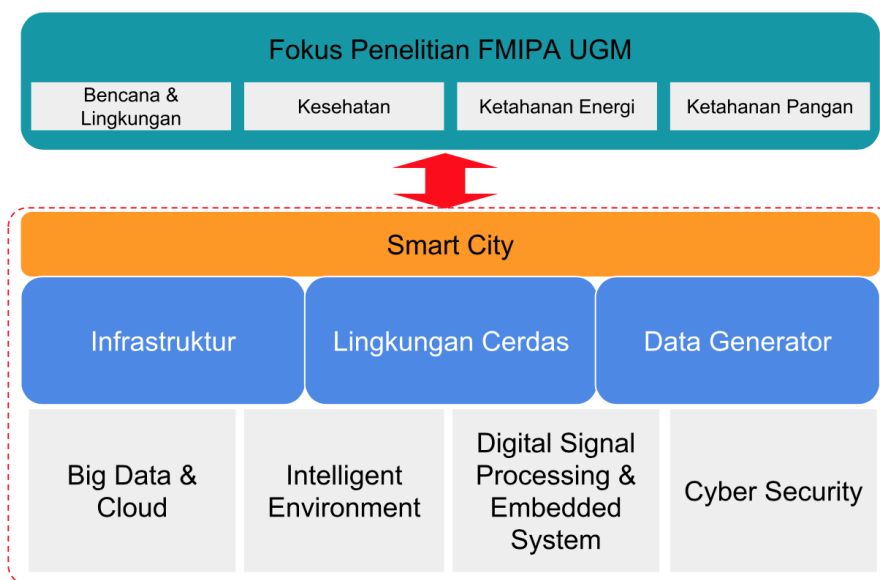 Fokus Penelitian FMIPA UGM
Bencana &
Lingkungan
Kesehatan
Ketahanan Energi
Ketahanan Pangan
Smart City
Infrastruktur
Lingkungan Cerdas
Data Generator
Big Data &
Cloud
Intelligent
Environment
Digital Signal
Processing &
Embedded
System
Cyber Security